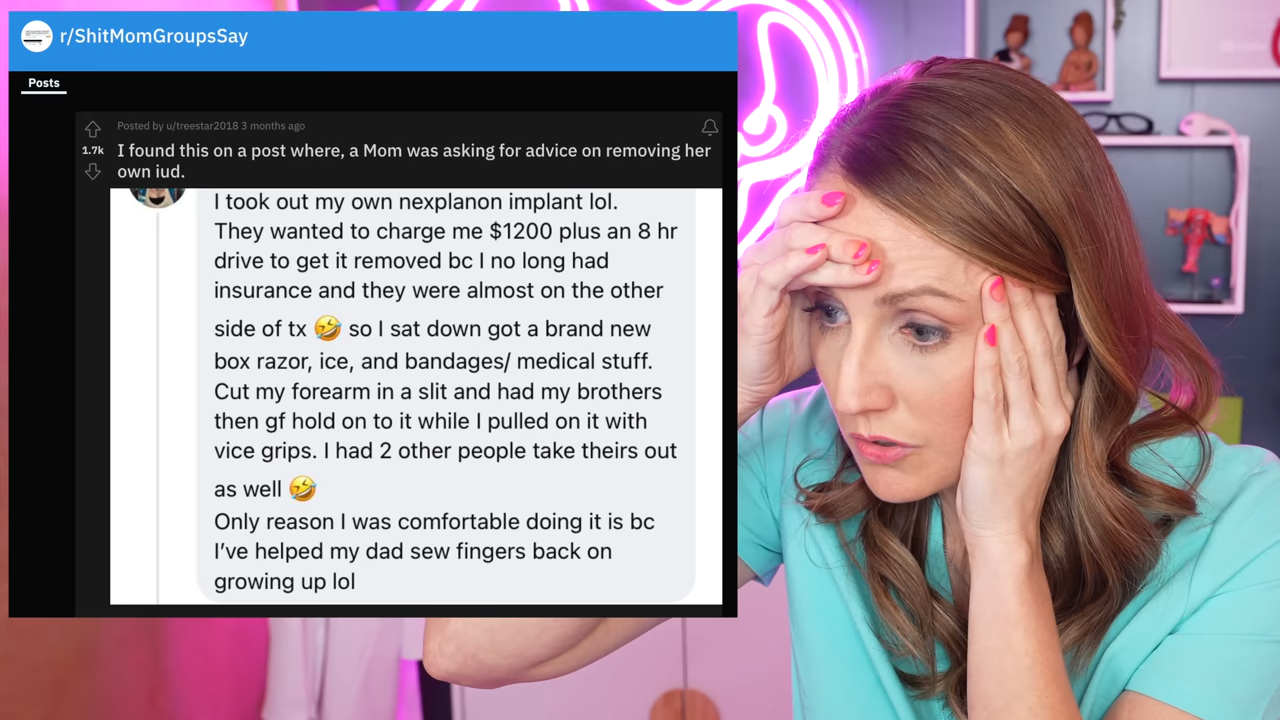 r/ShitMomGroupsSay
Posts
Posted by u/treestar2018 3 months ago
1.7k
I found this on a post where, a Mom was asking for advice on removing her
own iud.
I took out my own nexplanon implant lol.
They wanted to charge me $1200 plus an 8 hr
drive to get it removed bc I no long had
insurance and they were almost on the other
side of tx 🤣 so I sat down got a brand new
box razor, ice, and bandages/ medical stuff.
Cut my forearm in a slit and had my brothers
then gf hold on to it while I pulled on it with
vice grips. I had 2 other people take theirs out
as well 🤣
Only reason I was comfortable doing it is bc
I've helped my dad sew fingers back on
growing up lol